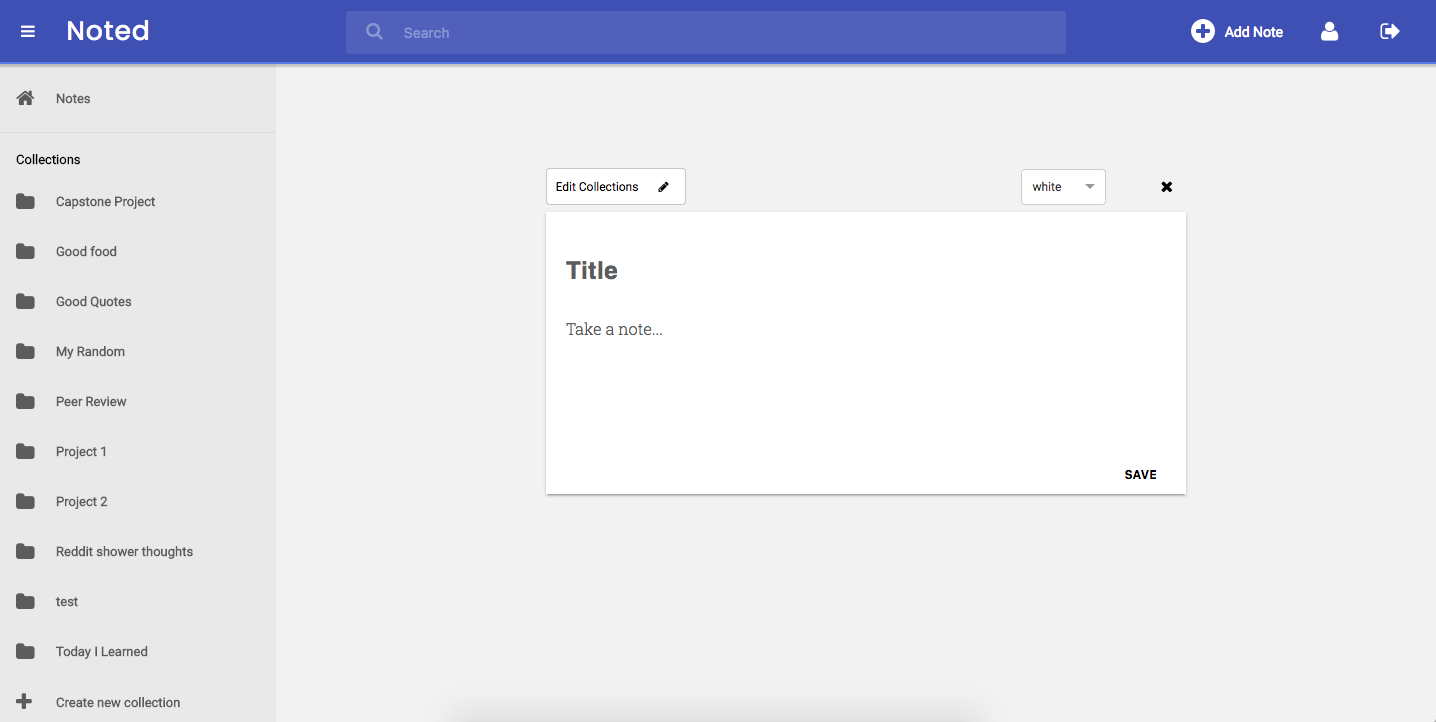 Noted
Search
Add Note
Notes
Collections
Capstone Project
Good food
Good Quotes
My Random
Peer Review
Project 1
Project 2
Reddit shower thoughts
test
Today I Learned
Create new collection
Edit Collections
white
Title
Take a note...
SAVE